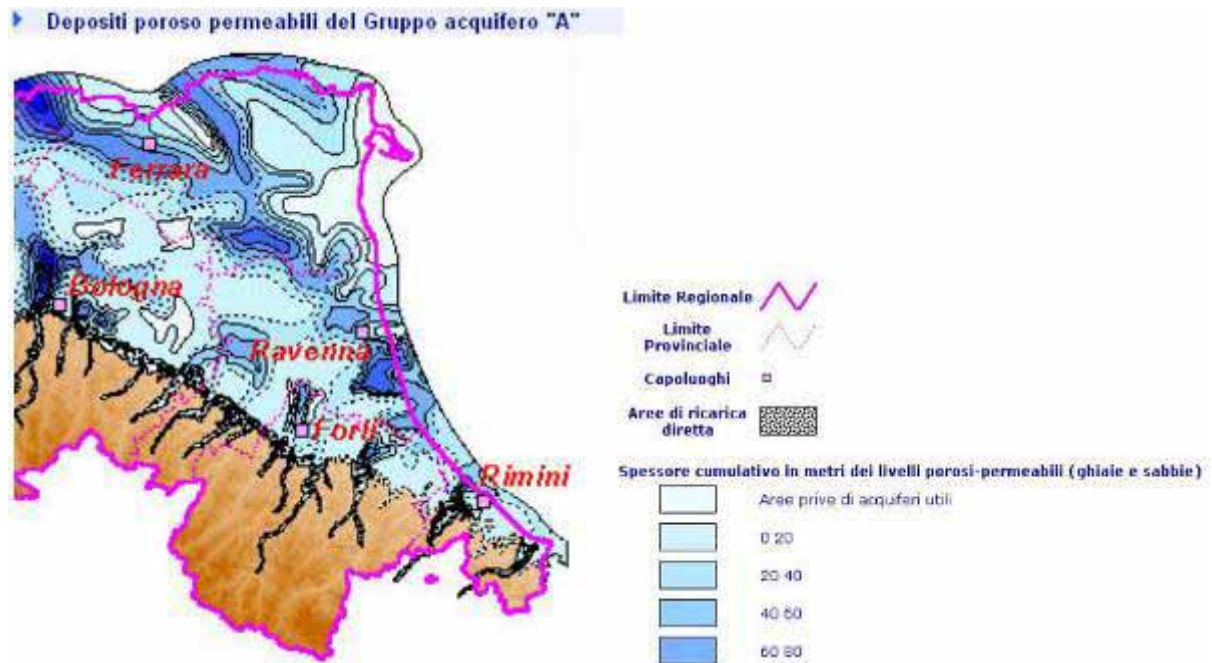 Depositi poroso permeabili del Gruppo acquifero "A"
Ferrara
Bologna
Ravenna
Forlì
Rimini
Limite Regionale
Limite
Provinciale
Capoluoghi
Aree di ricarica
diretta
Spessore cumulativo in metri dei livelli porosi-permeabili (ghiaie e sabbie)
Aree prive di acquiferi utili
0 20
20 40
40 60
60 80